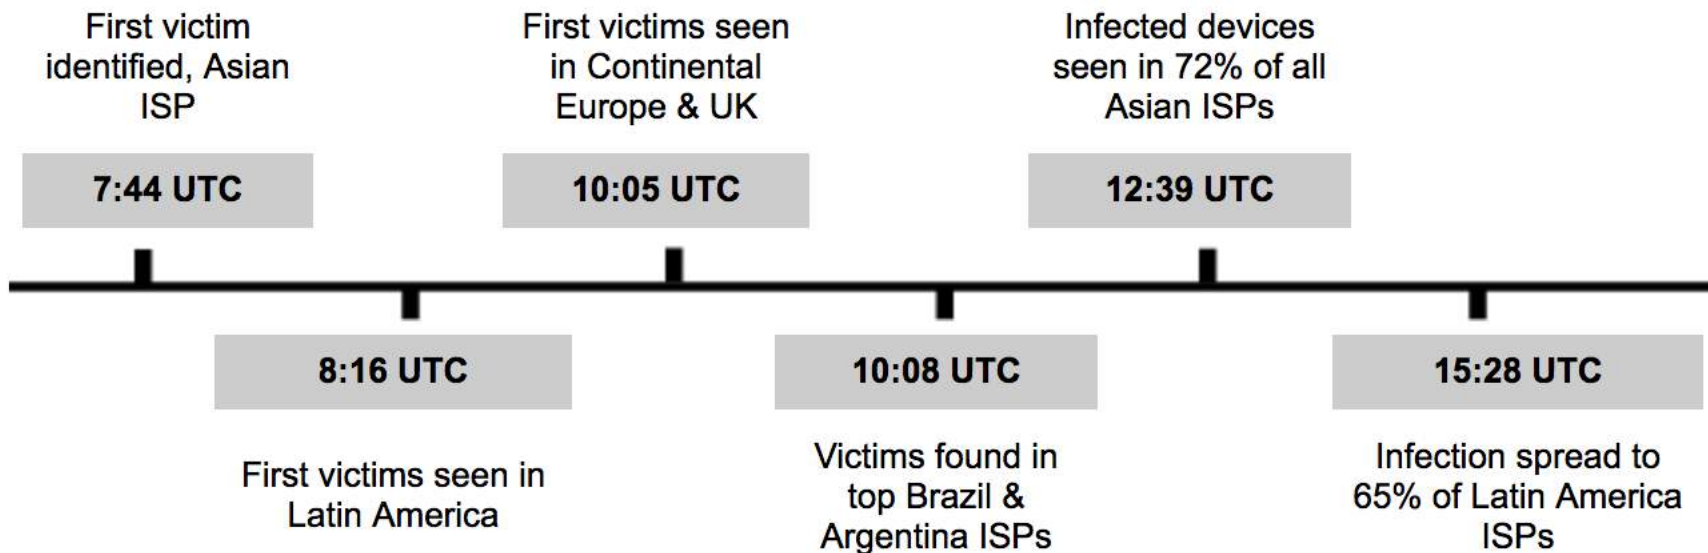 First victim
identified, Asian
ISP
7:44 UTC
8:16 UTC
First victims seen in
Latin America
First victims seen
in Continental
Europe & UK
10:05 UTC
10:08 UTC
Victims found in
top Brazil &
Argentina ISPs
Infected devices
seen in 72% of all
Asian ISPs
12:39 UTC
15:28 UTC
Infection spread to
65% of Latin America
ISPs